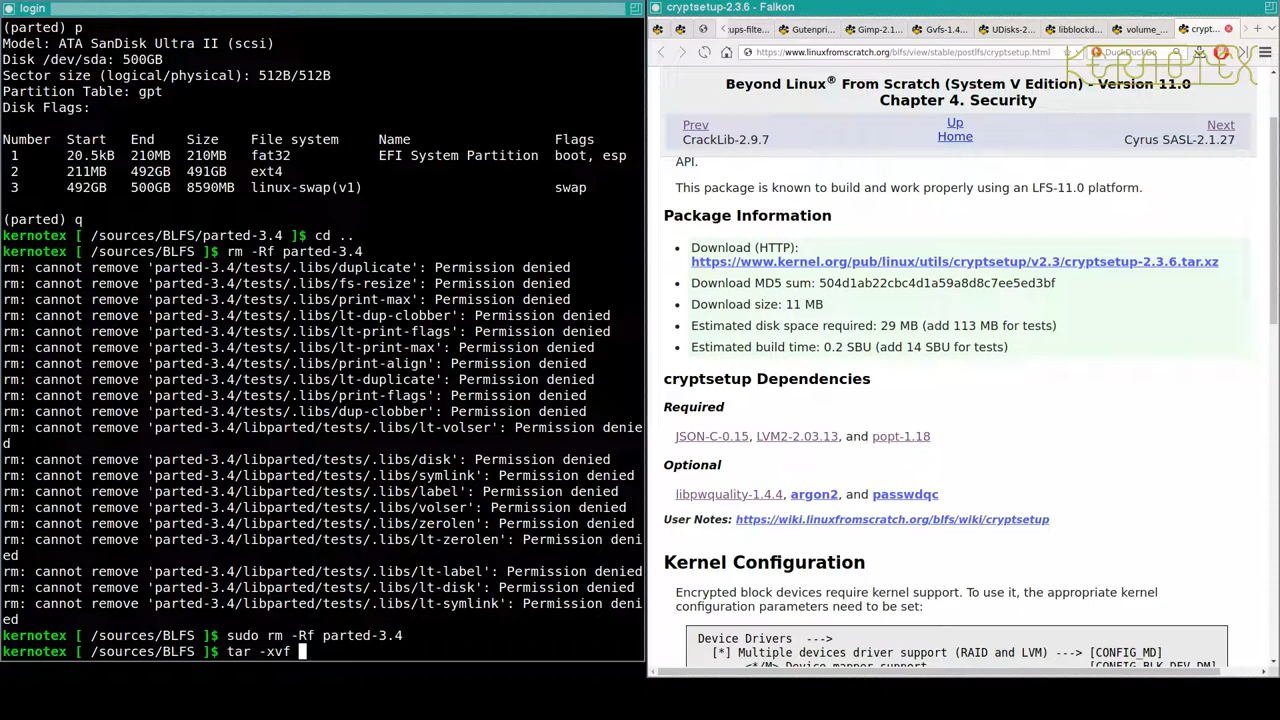 login
(parted) p
Model: ATA SanDisk Ultra II (scsi)
Disk /dev/sda: 500GB
Sector size (logical/physical): 512B/512B
Partition Table: gpt
Disk Flags:
Number  Start   End     Size    File system     Name                  Flags
1      20.5kB  210MB   210MB   fat32           EFI System Partition  boot, esp
2      211MB   492GB   491GB   ext4
3      492GB   500GB   8590MB  linux-swap(v1)                        swap
(parted) q
kernotex [ /sources/BLFS/parted-3.4 ]$ cd ..
kernotex [ /sources/BLFS ]$ rm -Rf parted-3.4
rm: cannot remove 'parted-3.4/tests/.libs/duplicate': Permission denied
rm: cannot remove 'parted-3.4/tests/.libs/fs-resize': Permission denied
rm: cannot remove 'parted-3.4/tests/.libs/print-max': Permission denied
rm: cannot remove 'parted-3.4/tests/.libs/lt-dup-clobber': Permission denied
rm: cannot remove 'parted-3.4/tests/.libs/lt-print-flags': Permission denied
rm: cannot remove 'parted-3.4/tests/.libs/lt-print-max': Permission denied
rm: cannot remove 'parted-3.4/tests/.libs/print-align': Permission denied
rm: cannot remove 'parted-3.4/tests/.libs/lt-duplicate': Permission denied
rm: cannot remove 'parted-3.4/tests/.libs/print-flags': Permission denied
rm: cannot remove 'parted-3.4/tests/.libs/dup-clobber': Permission denied
rm: cannot remove 'parted-3.4/libparted/tests/.libs/lt-volser': Permission denie
d
rm: cannot remove 'parted-3.4/libparted/tests/.libs/disk': Permission denied
rm: cannot remove 'parted-3.4/libparted/tests/.libs/symlink': Permission denied
rm: cannot remove 'parted-3.4/libparted/tests/.libs/label': Permission denied
rm: cannot remove 'parted-3.4/libparted/tests/.libs/volser': Permission denied
rm: cannot remove 'parted-3.4/libparted/tests/.libs/zerolen': Permission denied
rm: cannot remove 'parted-3.4/libparted/tests/.libs/lt-zerolen': Permission deni
ed
rm: cannot remove 'parted-3.4/libparted/tests/.libs/lt-label': Permission denied
rm: cannot remove 'parted-3.4/libparted/tests/.libs/lt-disk': Permission denied
rm: cannot remove 'parted-3.4/libparted/tests/.libs/lt-symlink': Permission deni
ed
kernotex [ /sources/BLFS ]$ sudo rm -Rf parted-3.4
kernotex [ /sources/BLFS ]$ tar -xvf
cryptsetup-2.3.6 - Falkon
cups-filte... Gutenpri... Gimp-2.1... Gvfs-1.4... UDisks-2... libblockd... volume_... crypt...
https://www.linuxfromscratch.org/blfs/view/stable/postlfs/cryptsetup.html DuckDuckGo
KERNOTEX
Beyond Linux® From Scratch (System V Edition) - Version 11.0
Chapter 4. Security
Prev Up Next
CrackLib-2.9.7 Home Cyrus SASL-2.1.27
API.
This package is known to build and work properly using an LFS-11.0 platform.
Package Information
• Download (HTTP):
https://www.kernel.org/pub/linux/utils/cryptsetup/v2.3/cryptsetup-2.3.6.tar.xz
• Download MD5 sum: 504d1ab22cbc4d1a59a8d8c7ee5ed3bf
• Download size: 11 MB
• Estimated disk space required: 29 MB (add 113 MB for tests)
• Estimated build time: 0.2 SBU (add 14 SBU for tests)
cryptsetup Dependencies
Required
JSON-C-0.15, LVM2-2.03.13, and popt-1.18
Optional
libpwquality-1.4.4, argon2, and passwdqc
User Notes: https://wiki.linuxfromscratch.org/blfs/wiki/cryptsetup
Kernel Configuration
Encrypted block devices require kernel support. To use it, the appropriate kernel
configuration parameters need to be set:
Device Drivers --->
[*] Multiple devices driver support (RAID and LVM) ---> [CONFIG_MD]
<*/M> Device mapper support [CONFIG_BLK_DEV_DM]